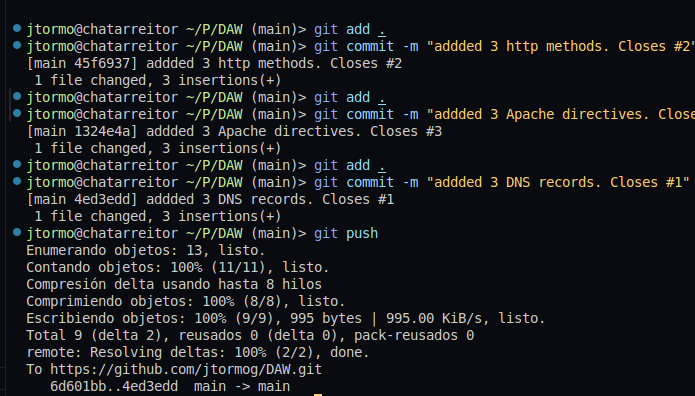 jtormo@chatarreitor ~/P/DAW (main)> git add .
jtormo@chatarreitor ~/P/DAW (main)> git commit -m "addded 3 http methods. Closes #2"
[main 45f6937] addded 3 http methods. Closes #2
1 file changed, 3 insertions(+)
jtormo@chatarreitor ~/P/DAW (main)> git add .
jtormo@chatarreitor ~/P/DAW (main)> git commit -m "addded 3 Apache directives. Close
[main 1324e4a] addded 3 Apache directives. Closes #3
1 file changed, 3 insertions(+)
jtormo@chatarreitor ~/P/DAW (main)> git add .
jtormo@chatarreitor ~/P/DAW (main)> git commit -m "addded 3 DNS records. Closes #1"
[main 4ed3edd] addded 3 DNS records. Closes #1
1 file changed, 3 insertions(+)
jtormo@chatarreitor ~/P/DAW (main)> git push
Enumerando objetos: 13, listo.
Contando objetos: 100% (11/11), listo.
Compresión delta usando hasta 8 hilos
Comprimiendo objetos: 100% (8/8), listo.
Escribiendo objetos: 100% (9/9), 995 bytes | 995.00 KiB/s, listo.
Total 9 (delta 2), reusados 0 (delta 0), pack-reusados 0
remote: Resolving deltas: 100% (2/2), done.
To https://github.com/jtormog/DAW.git
6d601bb..4ed3edd  main -> main